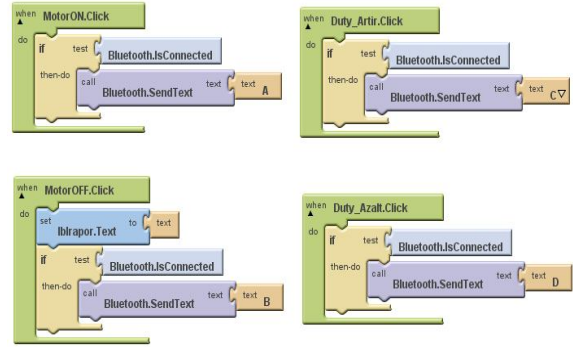 when MotorON.Click
do
if
test Bluetooth.IsConnected
then-do
call Bluetooth.SendText
text text A
when Duty_Artir.Click
do
if
test Bluetooth.IsConnected
then-do
call Bluetooth.SendText
text text C
when MotorOFF.Click
do
set lblrapor.Text
to text
if
test Bluetooth.IsConnected
then-do
call Bluetooth.SendText
text text B
when Duty_Azalt.Click
do
if
test Bluetooth.IsConnected
then-do
call Bluetooth.SendText
text text D